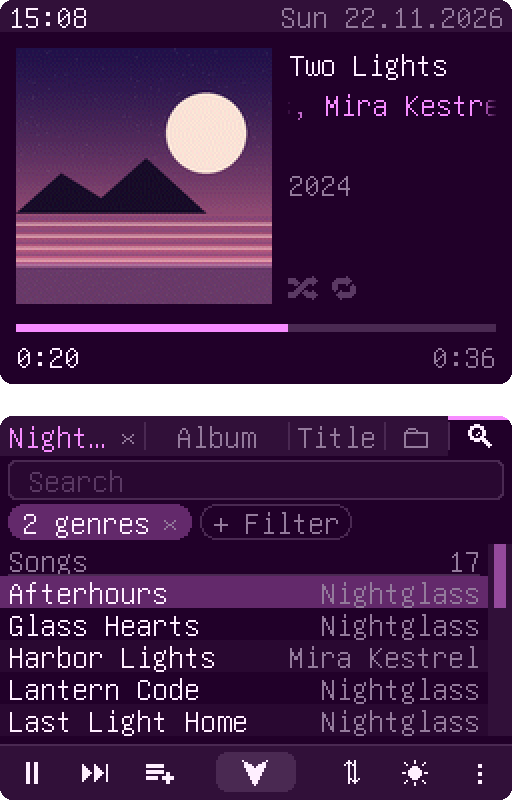 15:08 Sun 22.11.2026
Two Lights
, Mira Kestre
2024
0:20 0:36
Night… × Album Title
Search
2 genres × + Filter
Songs 17
Afterhours Nightglass
Glass Hearts Nightglass
Harbor Lights Mira Kestrel
Lantern Code Nightglass
Last Light Home Nightglass